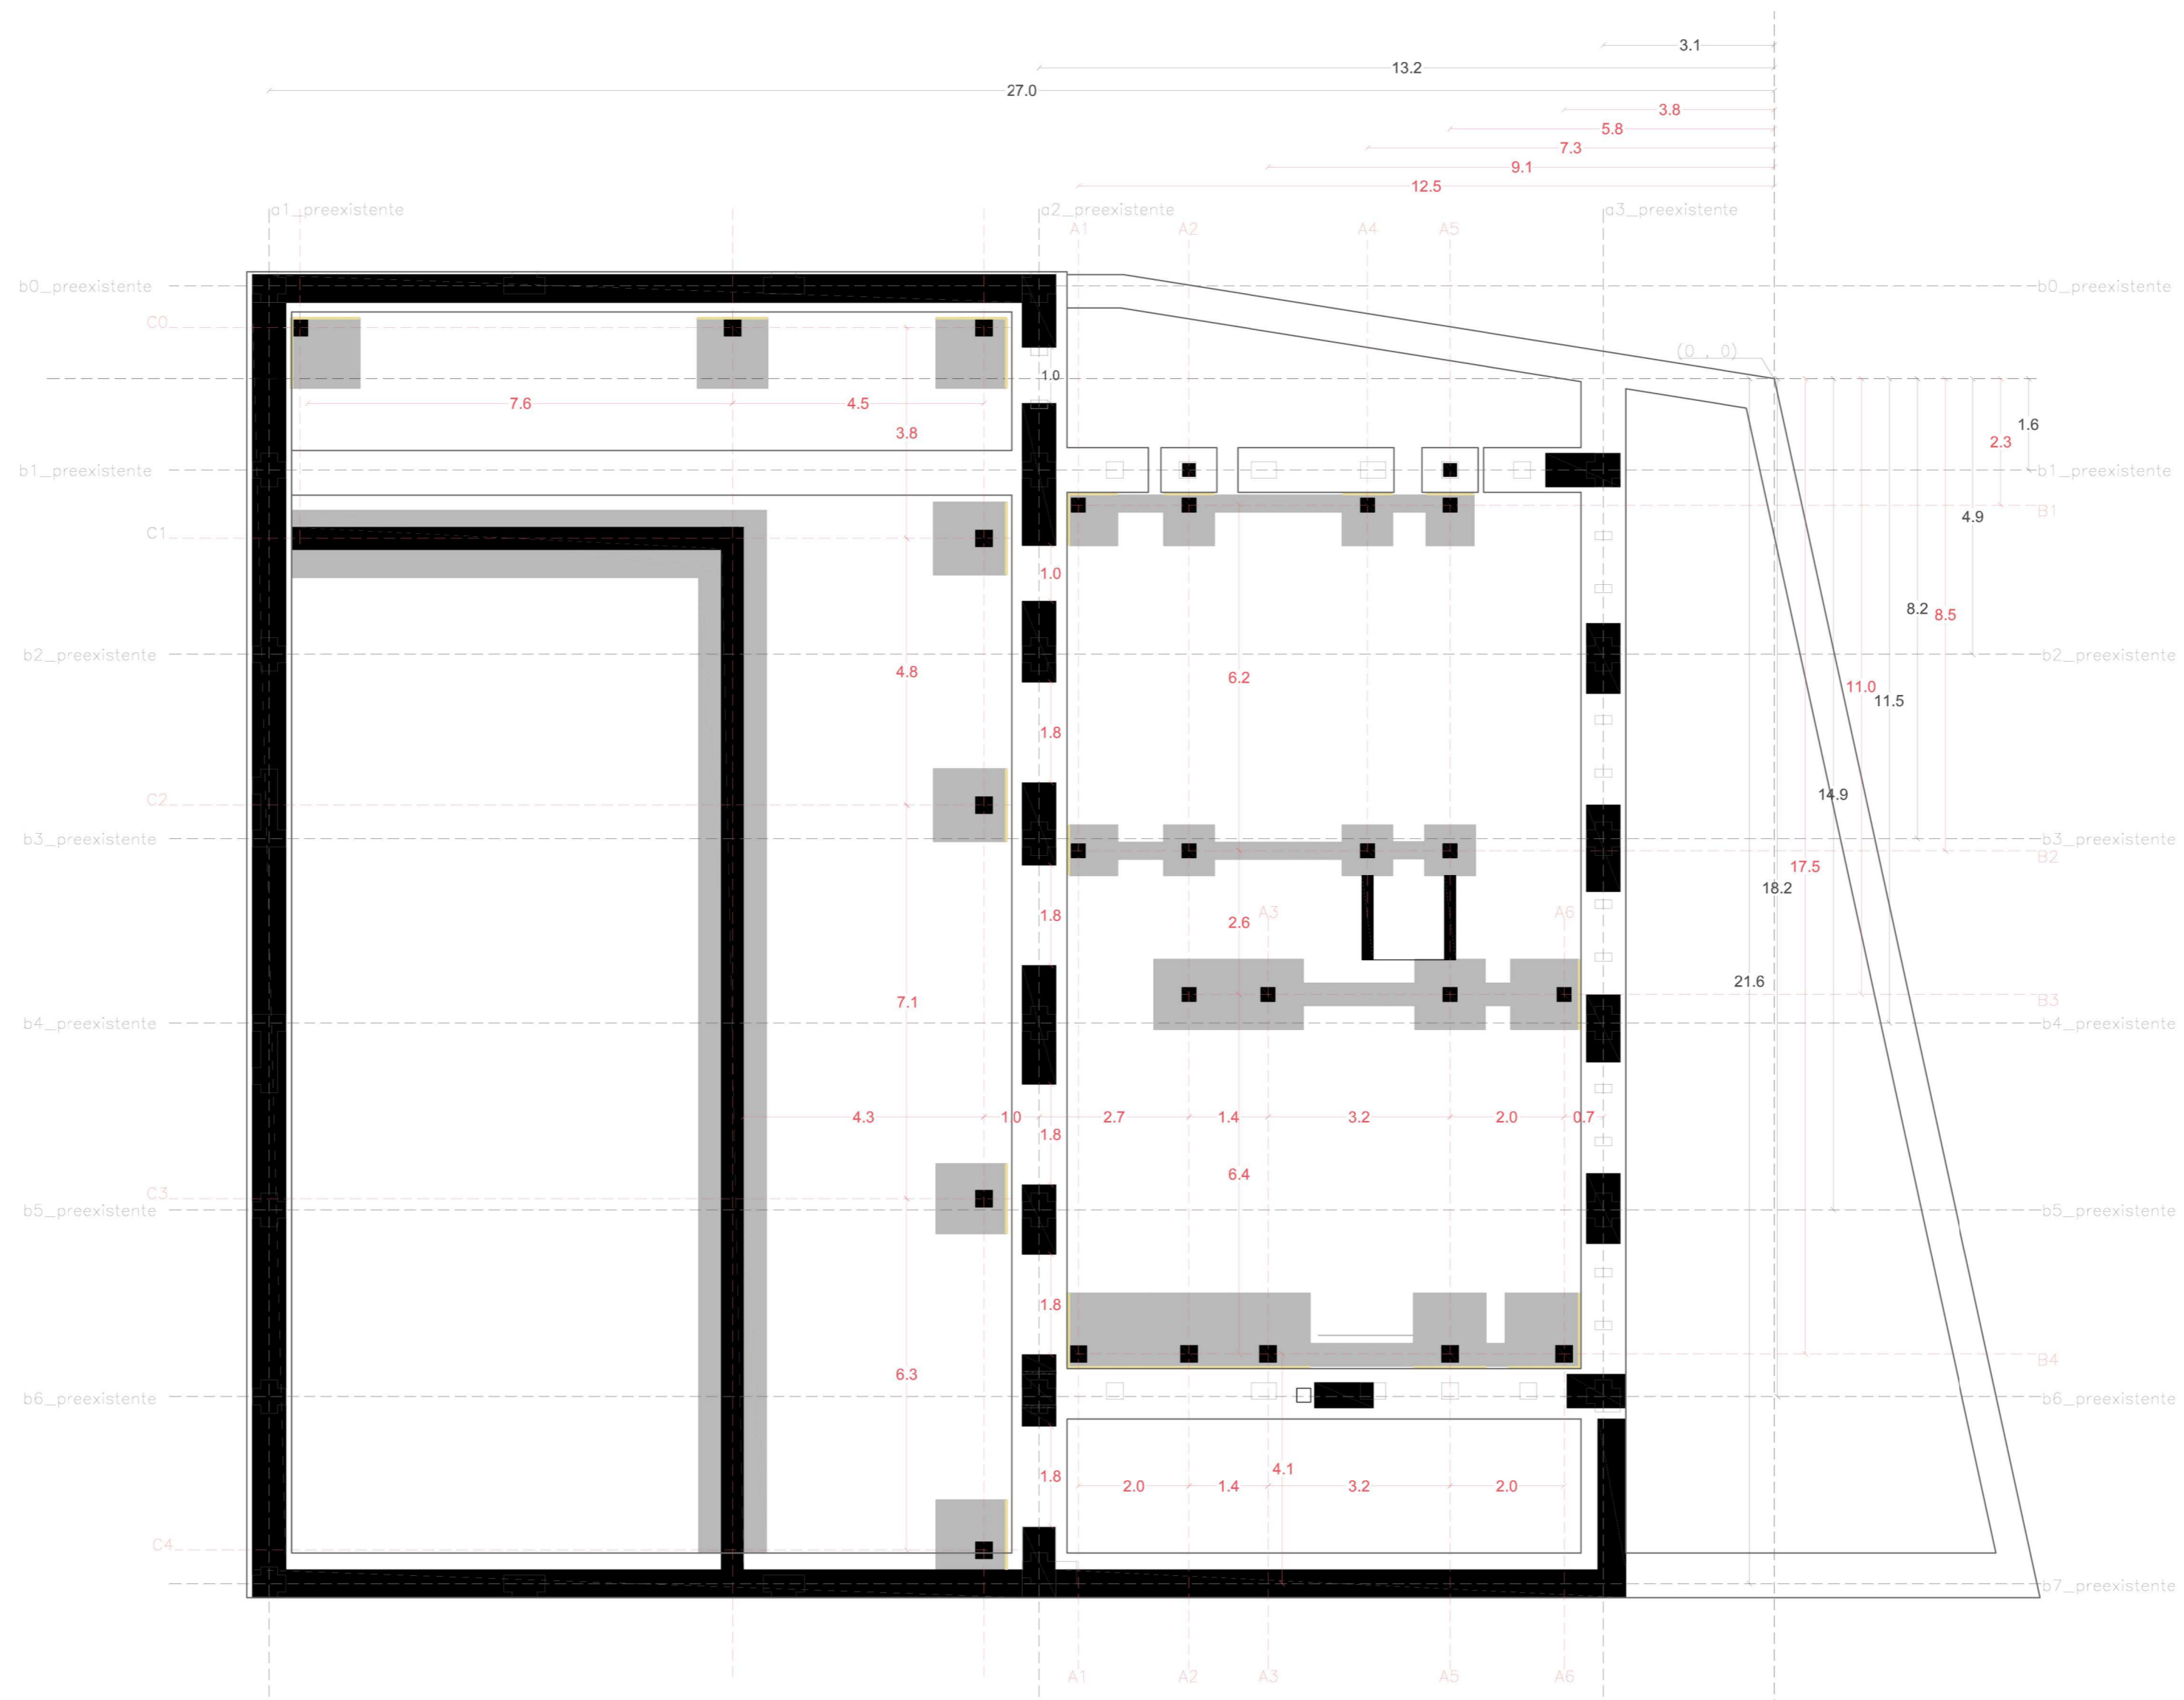 3.1
13.2
27.0
3.8
5.8
7.3
9.1
12.5
a1_preexistente
a2_preexistente
a3_preexistente
A1
A2
A4
A5
b0_preexistente
b0_preexistente
C0
(0 , 0)
1.0
7.6
4.5
3.8
1.6
2.3
b1_preexistente
b1_preexistente
B1
4.9
C1
1.0
8.2
8.5
b2_preexistente
b2_preexistente
4.8
6.2
11.0
11.5
1.8
14.9
C2
b3_preexistente
b3_preexistente
B2
17.5
18.2
A3
A6
1.8
2.6
21.6
7.1
B3
b4_preexistente
b4_preexistente
4.3
1.0
2.7
1.4
3.2
2.0
0.7
1.8
6.4
C3
b5_preexistente
b5_preexistente
1.8
B4
6.3
b6_preexistente
b6_preexistente
4.1
1.8
2.0
1.4
3.2
2.0
C4
b7_preexistente
A1
A2
A3
A5
A6